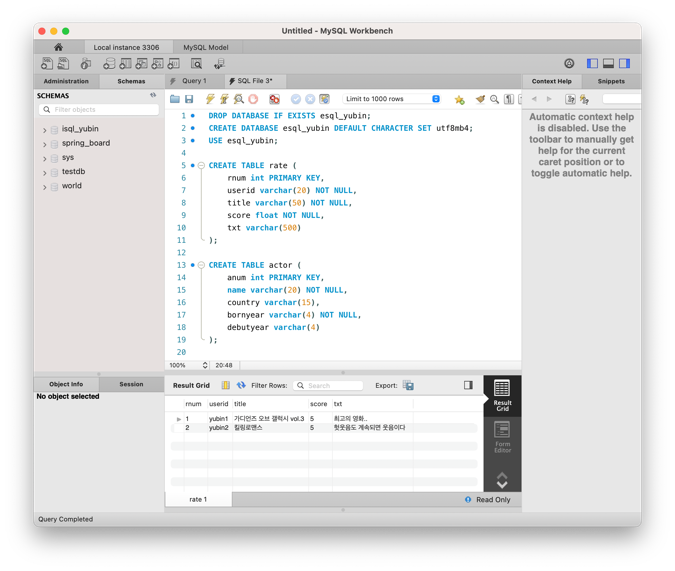 Untitled - MySQL Workbench
Local instance 3306
MySQL Model
Administration
Schemas
Query 1
SQL File 3*
Context Help
Snippets
SCHEMAS
Filter objects
isql_yubin
spring_board
sys
testdb
world
Limit to 1000 rows
1 DROP DATABASE IF EXISTS esql_yubin;
2 CREATE DATABASE esql_yubin DEFAULT CHARACTER SET utf8mb4;
3 USE esql_yubin;
4
5 CREATE TABLE rate (
6 rnum int PRIMARY KEY,
7 userid varchar(20) NOT NULL,
8 title varchar(50) NOT NULL,
9 score float NOT NULL,
10 txt varchar(500)
11 );
12
13 CREATE TABLE actor (
14 anum int PRIMARY KEY,
15 name varchar(20) NOT NULL,
16 country varchar(15),
17 bornyear varchar(4) NOT NULL,
18 debutyear varchar(4)
19 );
20
100%
20:48
Automatic context help
is disabled. Use the
toolbar to manually get
help for the current
caret position or to
toggle automatic help.
Object Info
Session
No object selected
Result Grid
Filter Rows:
Search
Export:
rnum userid title score txt
1 yubin1 가디언즈 오브 갤럭시 vol.3 5 최고의 영화..
2 yubin2 킬링로맨스 5 헛웃음도 계속되면 웃음이다
Result
Grid
Form
Editor
rate 1
Read Only
Query Completed